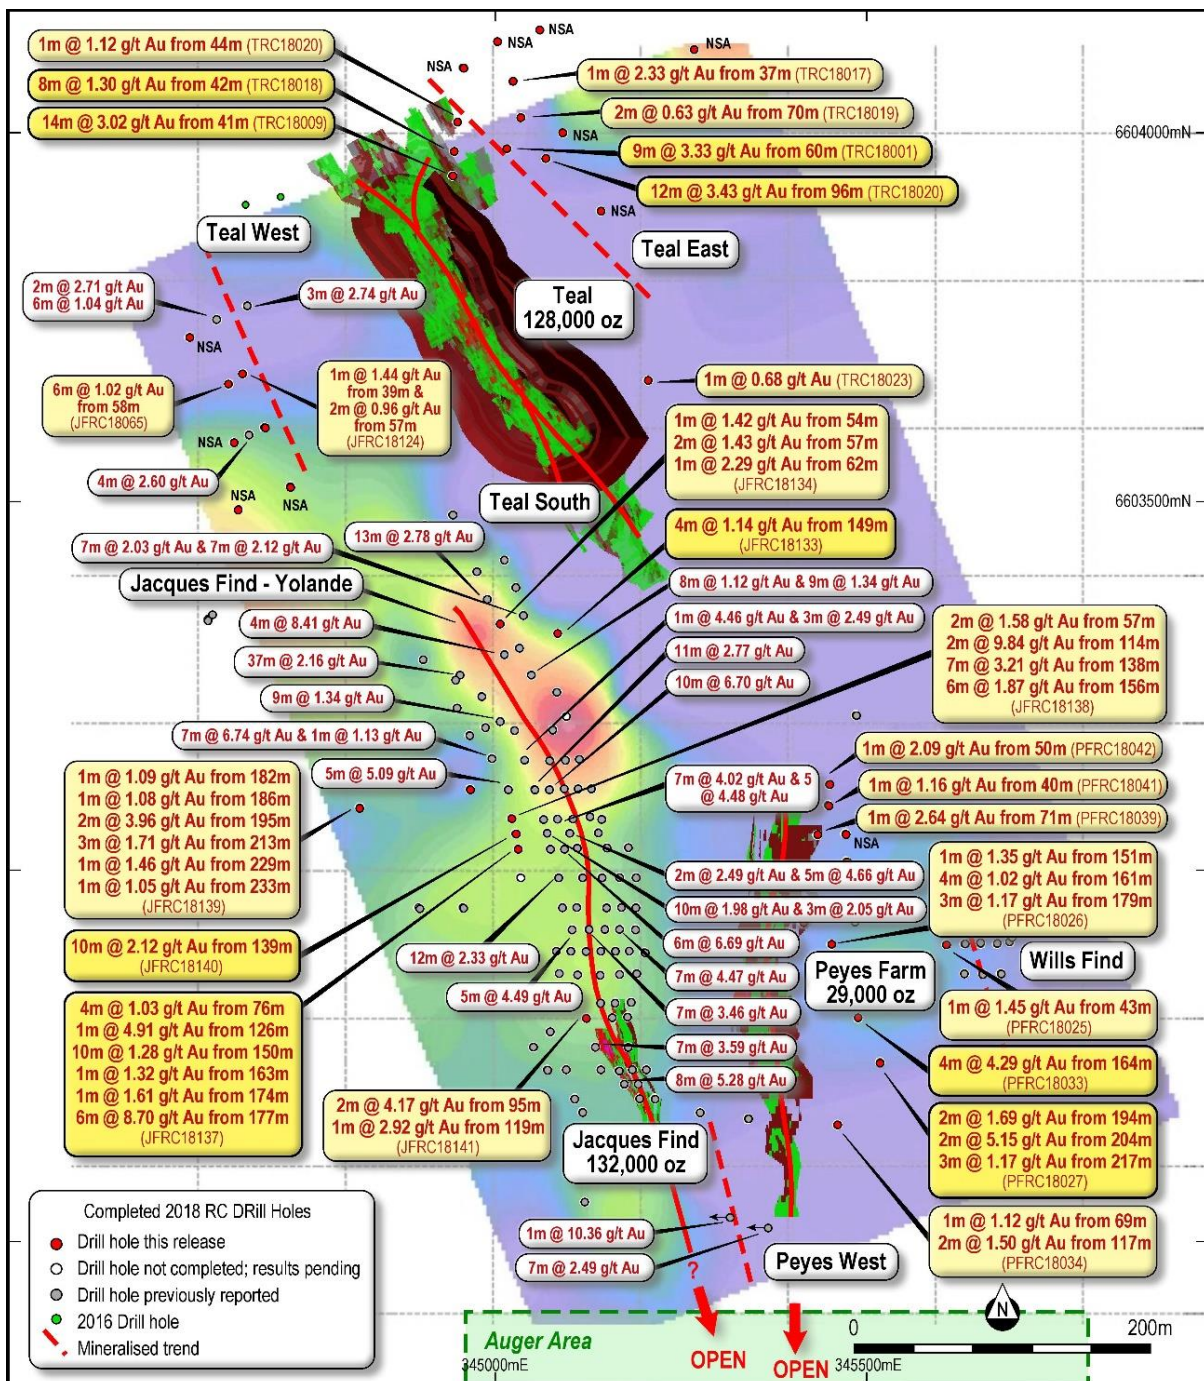 1m @ 1.12 g/t Au from 44m (TRC18020)
8m @ 1.30 g/t Au from 42m (TRC18018)
14m @ 3.02 g/t Au from 41m (TRC18009)
NSA
NSA
NSA
NSA
1m @ 2.33 g/t Au from 37m (TRC18017)
2m @ 0.63 g/t Au from 70m (TRC18019)
NSA
6604000mN
9m @ 3.33 g/t Au from 60m (TRC18001)
12m @ 3.43 g/t Au from 96m (TRC18020)
NSA
Teal West
Teal East
2m @ 2.71 g/t Au
6m @ 1.04 g/t Au
3m @ 2.74 g/t Au
Teal
128,000 oz
NSA
6m @ 1.02 g/t Au
from 58m
(JFRC18065)
1m @ 1.44 g/t Au
from 39m &
2m @ 0.96 g/t Au
from 57m
(JFRC18124)
1m @ 0.68 g/t Au (TRC18023)
1m @ 1.42 g/t Au from 54m
2m @ 1.43 g/t Au from 57m
1m @ 2.29 g/t Au from 62m
(JFRC18134)
NSA
4m @ 2.60 g/t Au
NSA
NSA
Teal South
6603500mN
4m @ 1.14 g/t Au from 149m
(JFRC18133)
13m @ 2.78 g/t Au
7m @ 2.03 g/t Au & 7m @ 2.12 g/t Au
Jacques Find - Yolande
8m @ 1.12 g/t Au & 9m @ 1.34 g/t Au
1m @ 4.46 g/t Au & 3m @ 2.49 g/t Au
4m @ 8.41 g/t Au
11m @ 2.77 g/t Au
37m @ 2.16 g/t Au
10m @ 6.70 g/t Au
9m @ 1.34 g/t Au
2m @ 1.58 g/t Au from 57m
2m @ 9.84 g/t Au from 114m
7m @ 3.21 g/t Au from 138m
6m @ 1.87 g/t Au from 156m
(JFRC18138)
7m @ 6.74 g/t Au & 1m @ 1.13 g/t Au
5m @ 5.09 g/t Au
7m @ 4.02 g/t Au & 5
@ 4.48 g/t Au
1m @ 2.09 g/t Au from 50m (PFRC18042)
1m @ 1.16 g/t Au from 40m (PFRC18041)
1m @ 2.64 g/t Au from 71m (PFRC18039)
NSA
1m @ 1.09 g/t Au from 182m
1m @ 1.08 g/t Au from 186m
2m @ 3.96 g/t Au from 195m
3m @ 1.71 g/t Au from 213m
1m @ 1.46 g/t Au from 229m
1m @ 1.05 g/t Au from 233m
(JFRC18139)
2m @ 2.49 g/t Au & 5m @ 4.66 g/t Au
10m @ 1.98 g/t Au & 3m @ 2.05 g/t Au
1m @ 1.35 g/t Au from 151m
4m @ 1.02 g/t Au from 161m
3m @ 1.17 g/t Au from 179m
(PFRC18026)
10m @ 2.12 g/t Au from 139m
(JFRC18140)
12m @ 2.33 g/t Au
6m @ 6.69 g/t Au
7m @ 4.47 g/t Au
Peyes Farm
29,000 oz
Wills Find
5m @ 4.49 g/t Au
7m @ 3.46 g/t Au
1m @ 1.45 g/t Au from 43m
(PFRC18025)
4m @ 1.03 g/t Au from 76m
1m @ 4.91 g/t Au from 126m
10m @ 1.28 g/t Au from 150m
1m @ 1.32 g/t Au from 163m
1m @ 1.61 g/t Au from 174m
6m @ 8.70 g/t Au from 177m
(JFRC18137)
7m @ 3.59 g/t Au
8m @ 5.28 g/t Au
4m @ 4.29 g/t Au from 164m
(PFRC18033)
2m @ 4.17 g/t Au from 95m
1m @ 2.92 g/t Au from 119m
(JFRC18141)
Jacques Find
132,000 oz
2m @ 1.69 g/t Au from 194m
2m @ 5.15 g/t Au from 204m
3m @ 1.17 g/t Au from 217m
(PFRC18027)
1m @ 10.36 g/t Au
7m @ 2.49 g/t Au
?
Peyes West
1m @ 1.12 g/t Au from 69m
2m @ 1.50 g/t Au from 117m
(PFRC18034)
Completed 2018 RC DRill Holes
Drill hole this release
Drill hole not completed; results pending
Drill hole previously reported
2016 Drill hole
Mineralised trend
N
0
200m
Auger Area
OPEN
OPEN
345000mE
345500mE